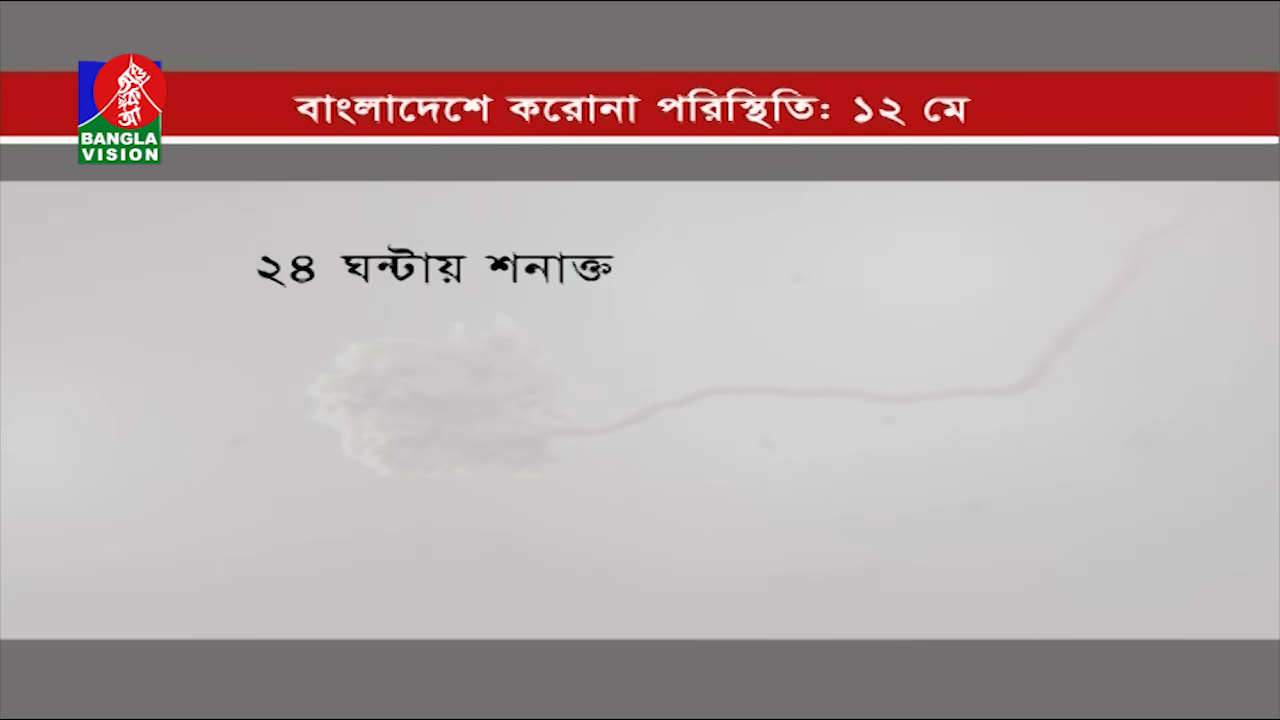 বাংলাদেশে করোনা পরিস্থিতি: ১২ মে
BANGLA
VISION
২৪ ঘন্টায় শনাক্ত